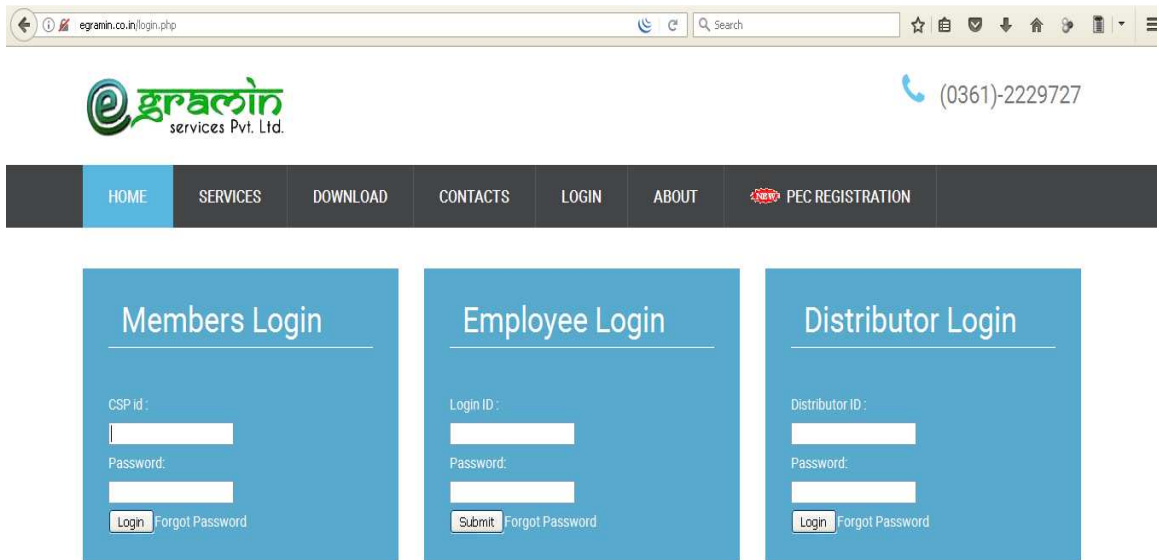 egramin.co.in/login.php
Search
e gramin
services Pvt. Ltd.
(0361)-2229727
HOME SERVICES DOWNLOAD CONTACTS LOGIN ABOUT NEW PEC REGISTRATION
Members Login
CSP id :
Password:
Login Forgot Password
Employee Login
Login ID :
Password:
Submit Forgot Password
Distributor Login
Distributor ID :
Password:
Login Forgot Password